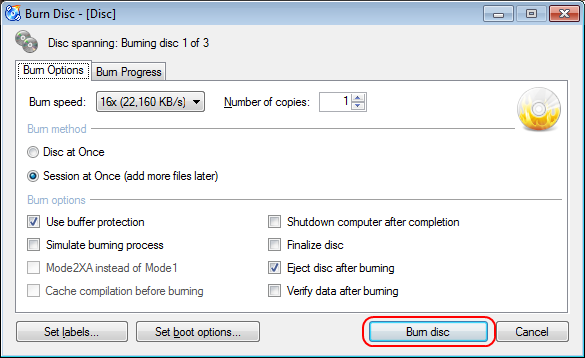 Burn Disc - [Disc]
Disc spanning: Burning disc 1 of 3
Burn Options Burn Progress
Burn speed: 16x (22,160 KB/s) Number of copies: 1
Burn method
Disc at Once
Session at Once (add more files later)
Burn options
Use buffer protection Shutdown computer after completion
Simulate burning process Finalize disc
Mode2XA instead of Mode1 Eject disc after burning
Cache compilation before burning Verify data after burning
Set labels... Set boot options... Burn disc Cancel